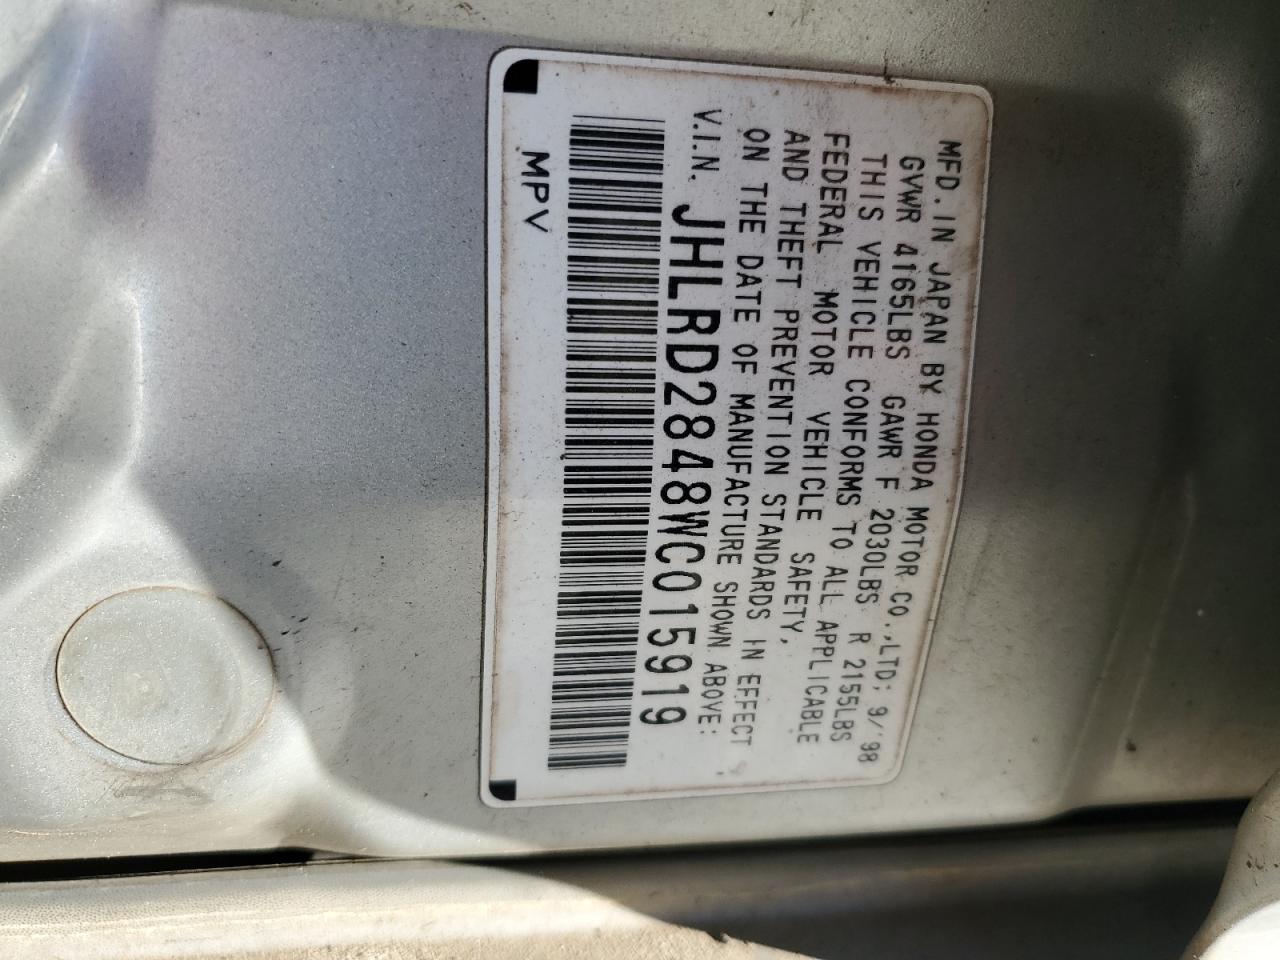 MFD. IN JAPAN BY HONDA MOTOR CO.,LTD; 9/'98
GVWR 4165LBS GAWR F 2030LBS R 2155LBS
THIS VEHICLE CONFORMS TO ALL APPLICABLE
FEDERAL MOTOR VEHICLE SAFETY,
AND THEFT PREVENTION STANDARDS IN EFFECT
ON THE DATE OF MANUFACTURE SHOWN ABOVE:
V.I.N. JHLRD2848WC015919
MPV